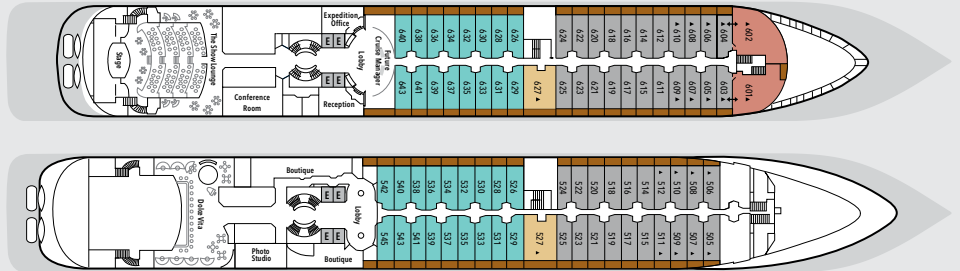 Expedition
Office
The Show Lounge
Stage
E E
Lobby
Future
Cruise Manager
E E
Conference
Room
Reception
640 638 636 634 632 630 628 626 624 622 620 618 616 614 612 610 608 606 604 602
643 641 639 637 635 633 631 629 627 625 623 621 619 617 615 611 609 607 605 603 601
Boutique
Dolce Vita
E E
Lobby
E E
Photo
Studio
Boutique
542 540 538 536 534 532 530 528 526 524 522 520 518 516 514 512 510 508 506
545 543 541 539 537 535 533 531 529 527 525 523 521 519 517 515 511 509 507 505